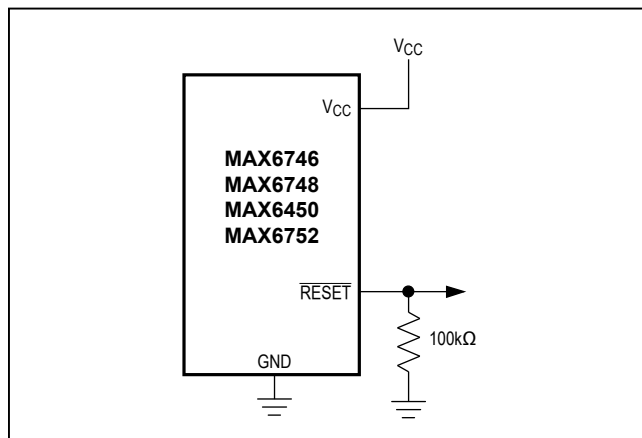 VCC
VCC
MAX6746
MAX6748
MAX6450
MAX6752
RESET
100kΩ
GND